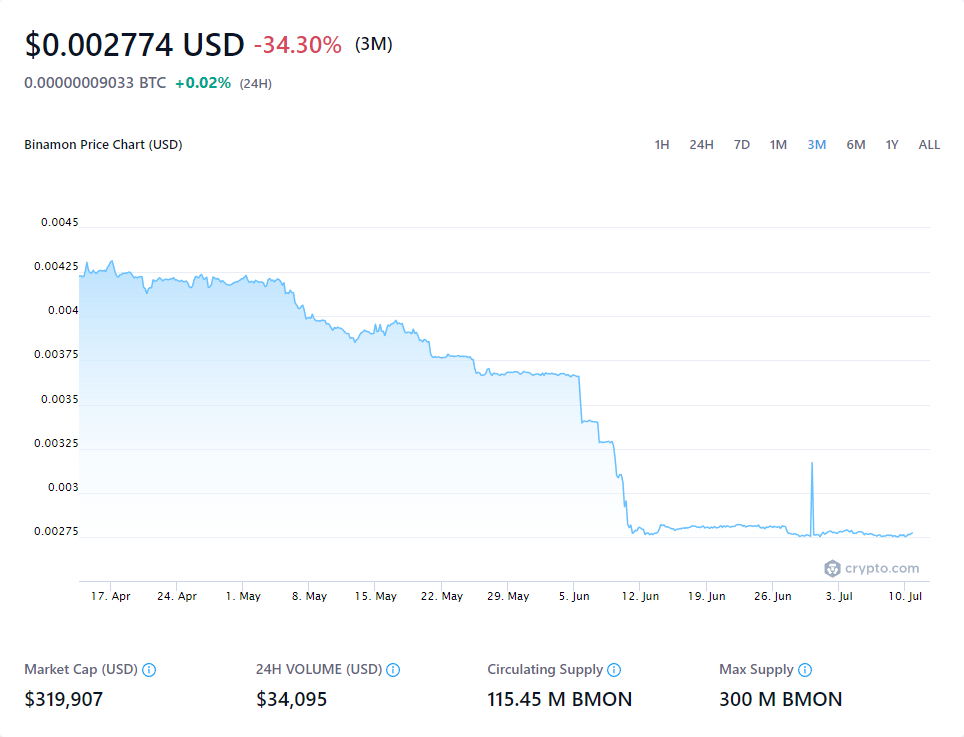 $0.002774 USD -34.30% (3M)
0.00000009033 BTC +0.02% (24H)
Binamon Price Chart (USD) 1H 24H 7D 1M 3M 6M 1Y ALL
0.0045
0.00425
0.004
0.00375
0.0035
0.00325
0.003
0.00275
crypto.com
17. Apr 24. Apr 1. May 8. May 15. May 22. May 29. May 5. Jun 12. Jun 19. Jun 26. Jun 3. Jul 10. Jul
Market Cap (USD) 24H VOLUME (USD) Circulating Supply Max Supply
$319,907 $34,095 115.45 M BMON 300 M BMON